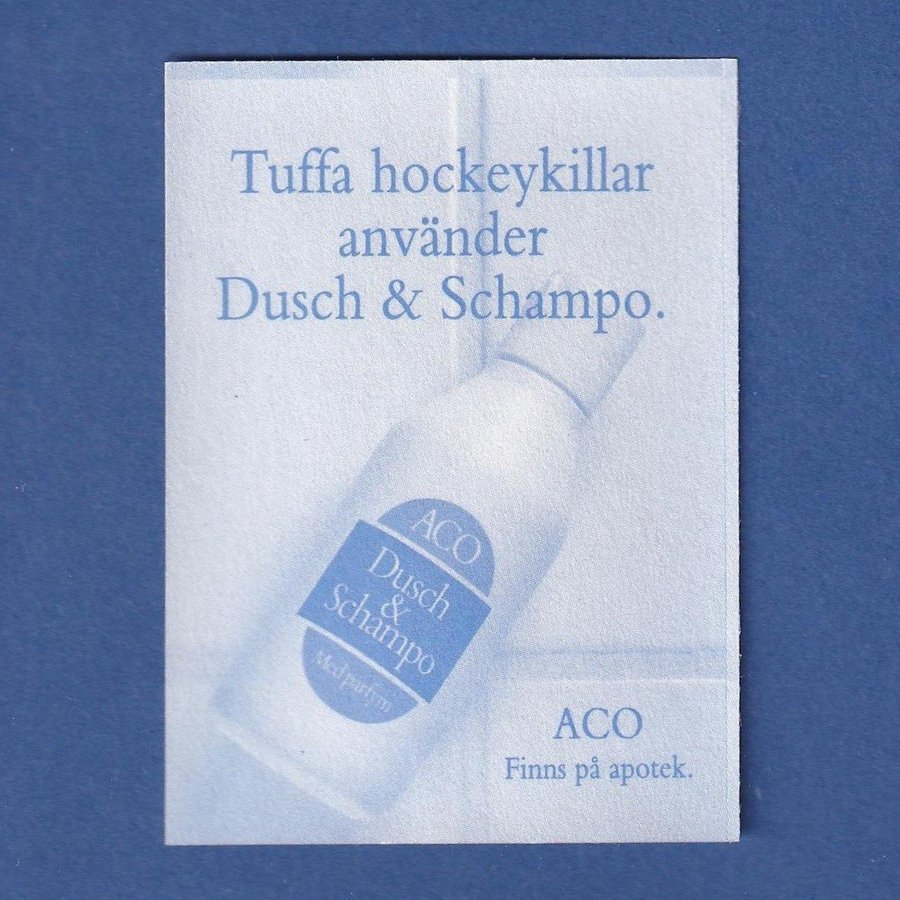 Tuffa hockeykillar
använder
Dusch & Schampo.
ACO
Dusch
&
Schampo
Med parfym
ACO
Finns på apotek.